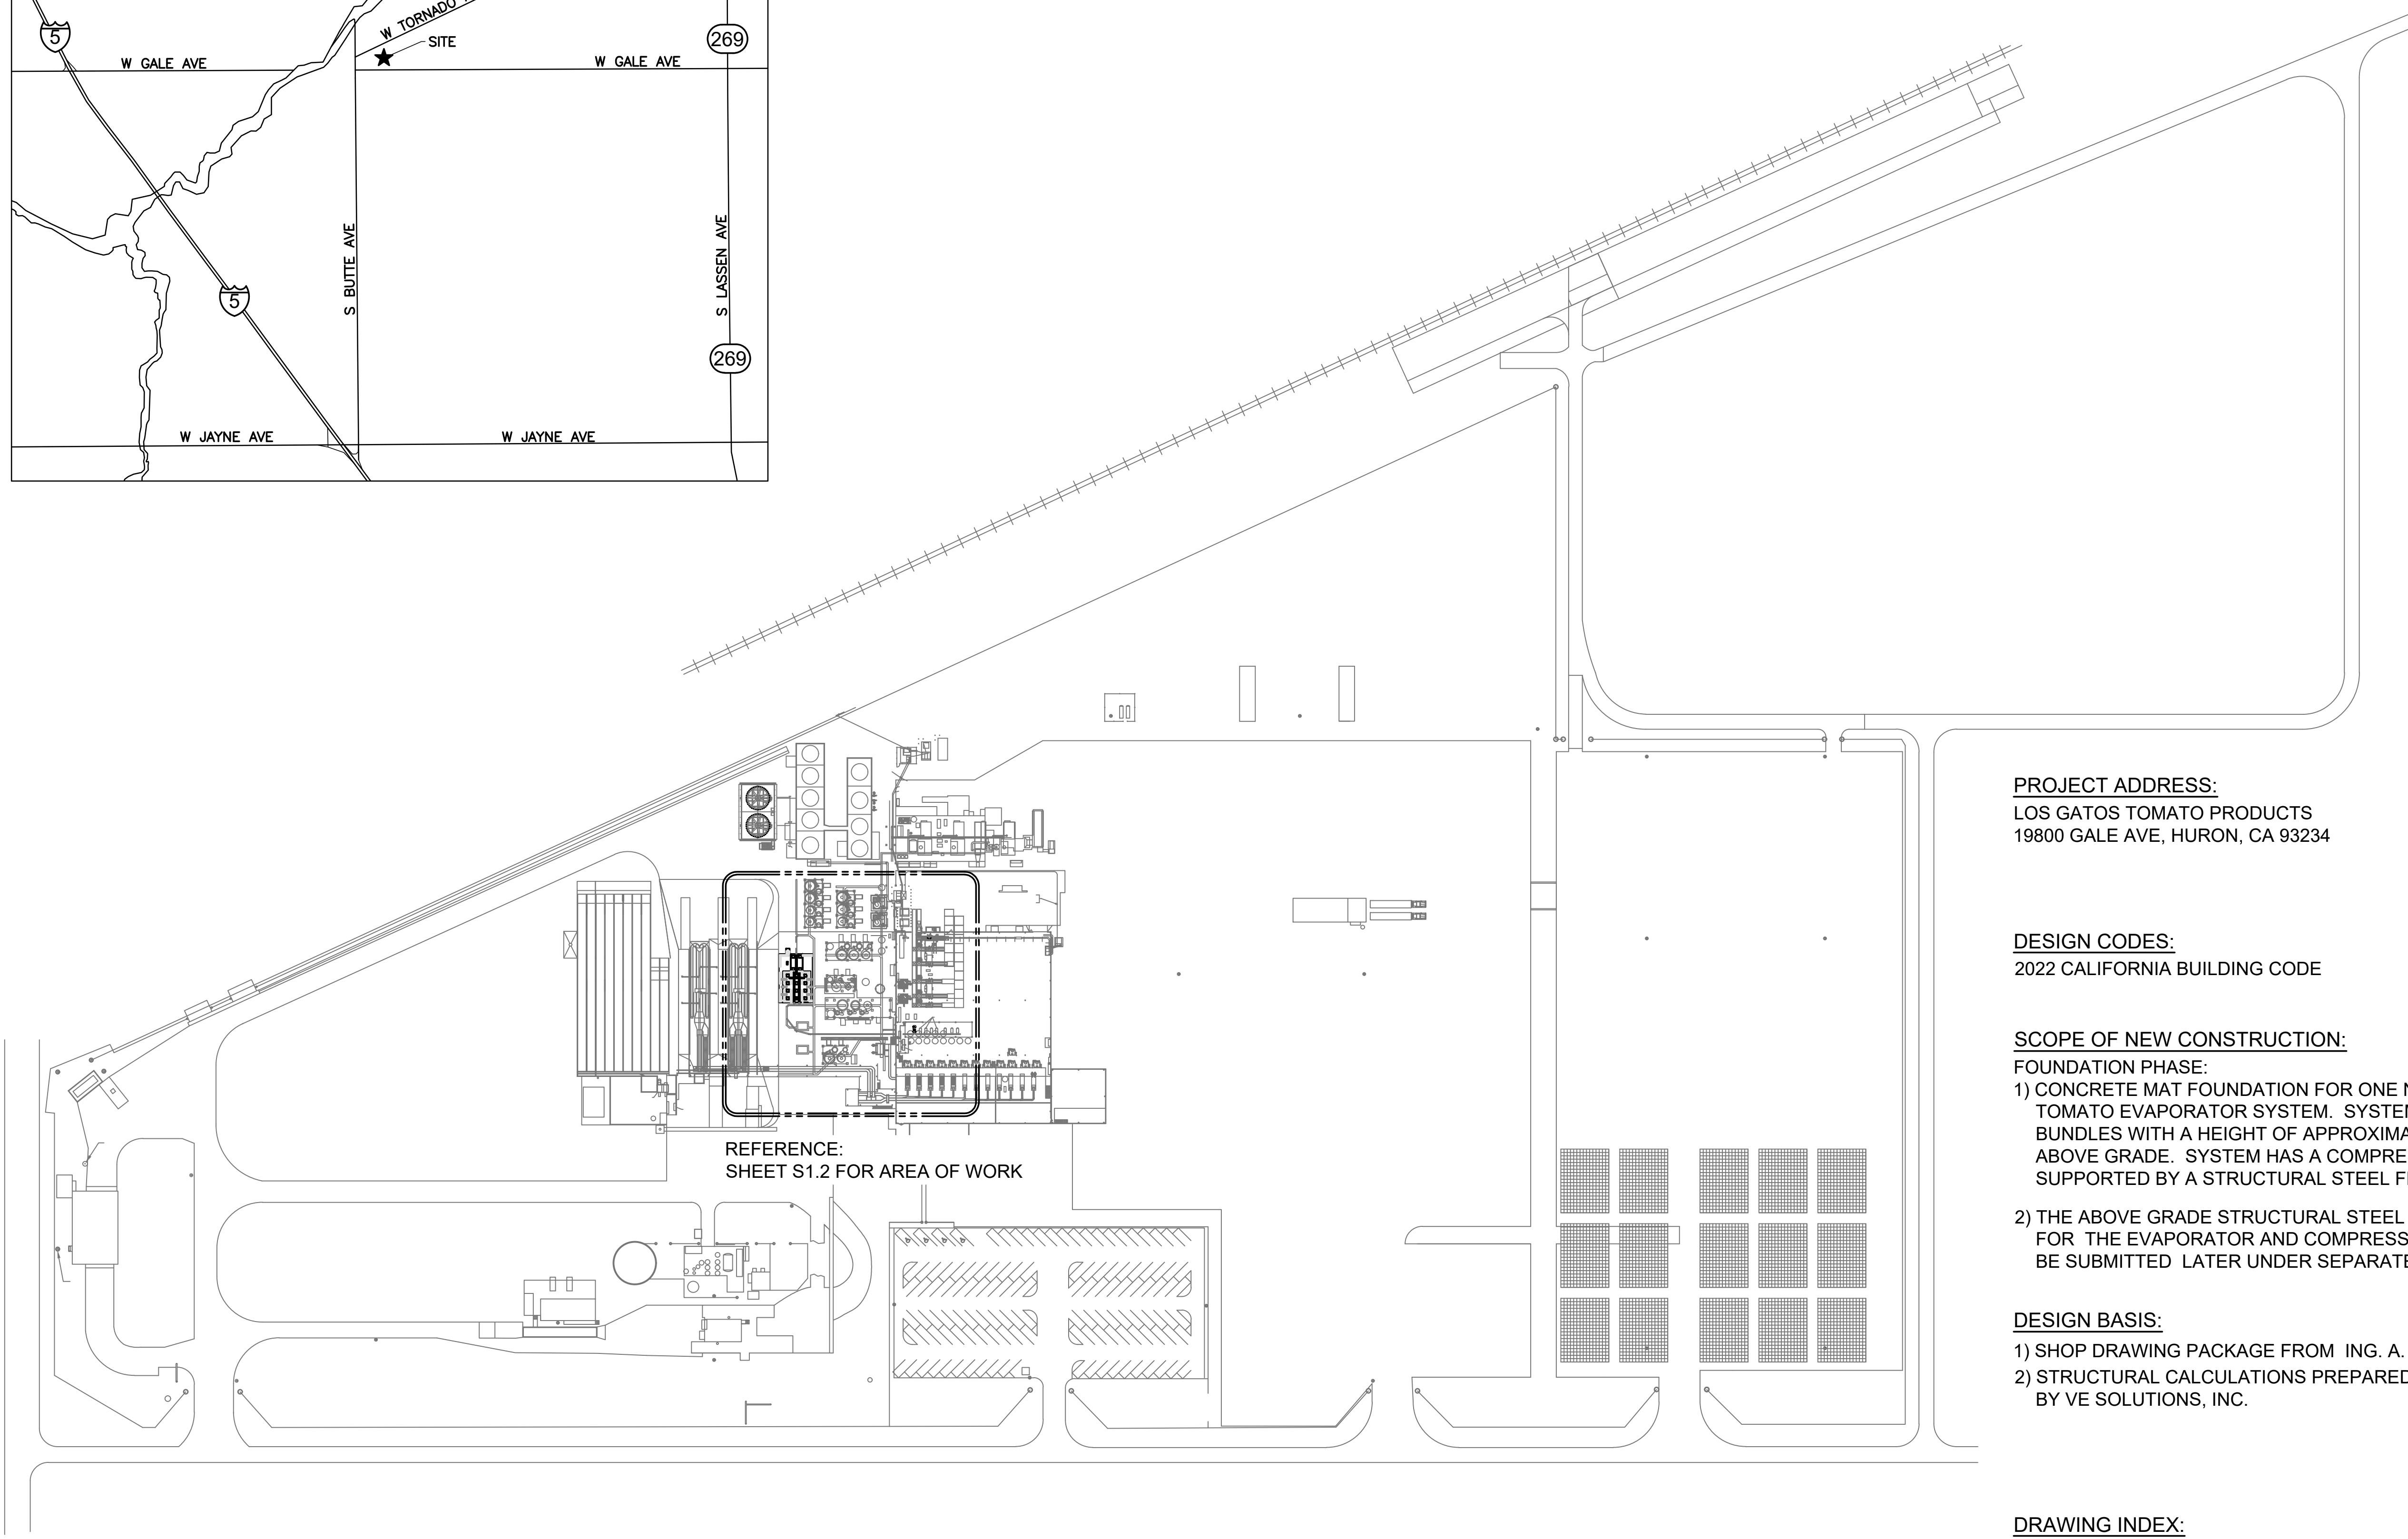 W TORNADO
5
SITE
269
W GALE AVE
W GALE AVE
S BUTTE AVE
S LASSEN AVE
5
269
W JAYNE AVE
W JAYNE AVE
REFERENCE:
SHEET S1.2 FOR AREA OF WORK
PROJECT ADDRESS:
LOS GATOS TOMATO PRODUCTS
19800 GALE AVE, HURON, CA 93234
DESIGN CODES:
2022 CALIFORNIA BUILDING CODE
SCOPE OF NEW CONSTRUCTION:
FOUNDATION PHASE:
1) CONCRETE MAT FOUNDATION FOR ONE
TOMATO EVAPORATOR SYSTEM. SYSTEM
BUNDLES WITH A HEIGHT OF
ABOVE GRADE. SYSTEM HAS A
SUPPORTED BY A STRUCTURAL STEEL
2) THE ABOVE GRADE STRUCTURAL STEEL
FOR THE EVAPORATOR AND
BE SUBMITTED LATER UNDER SEPARATE
DESIGN BASIS:
1) SHOP DRAWING PACKAGE FROM ING. A.
2) STRUCTURAL CALCULATIONS PREPARED
BY VE SOLUTIONS, INC.
DRAWING INDEX: